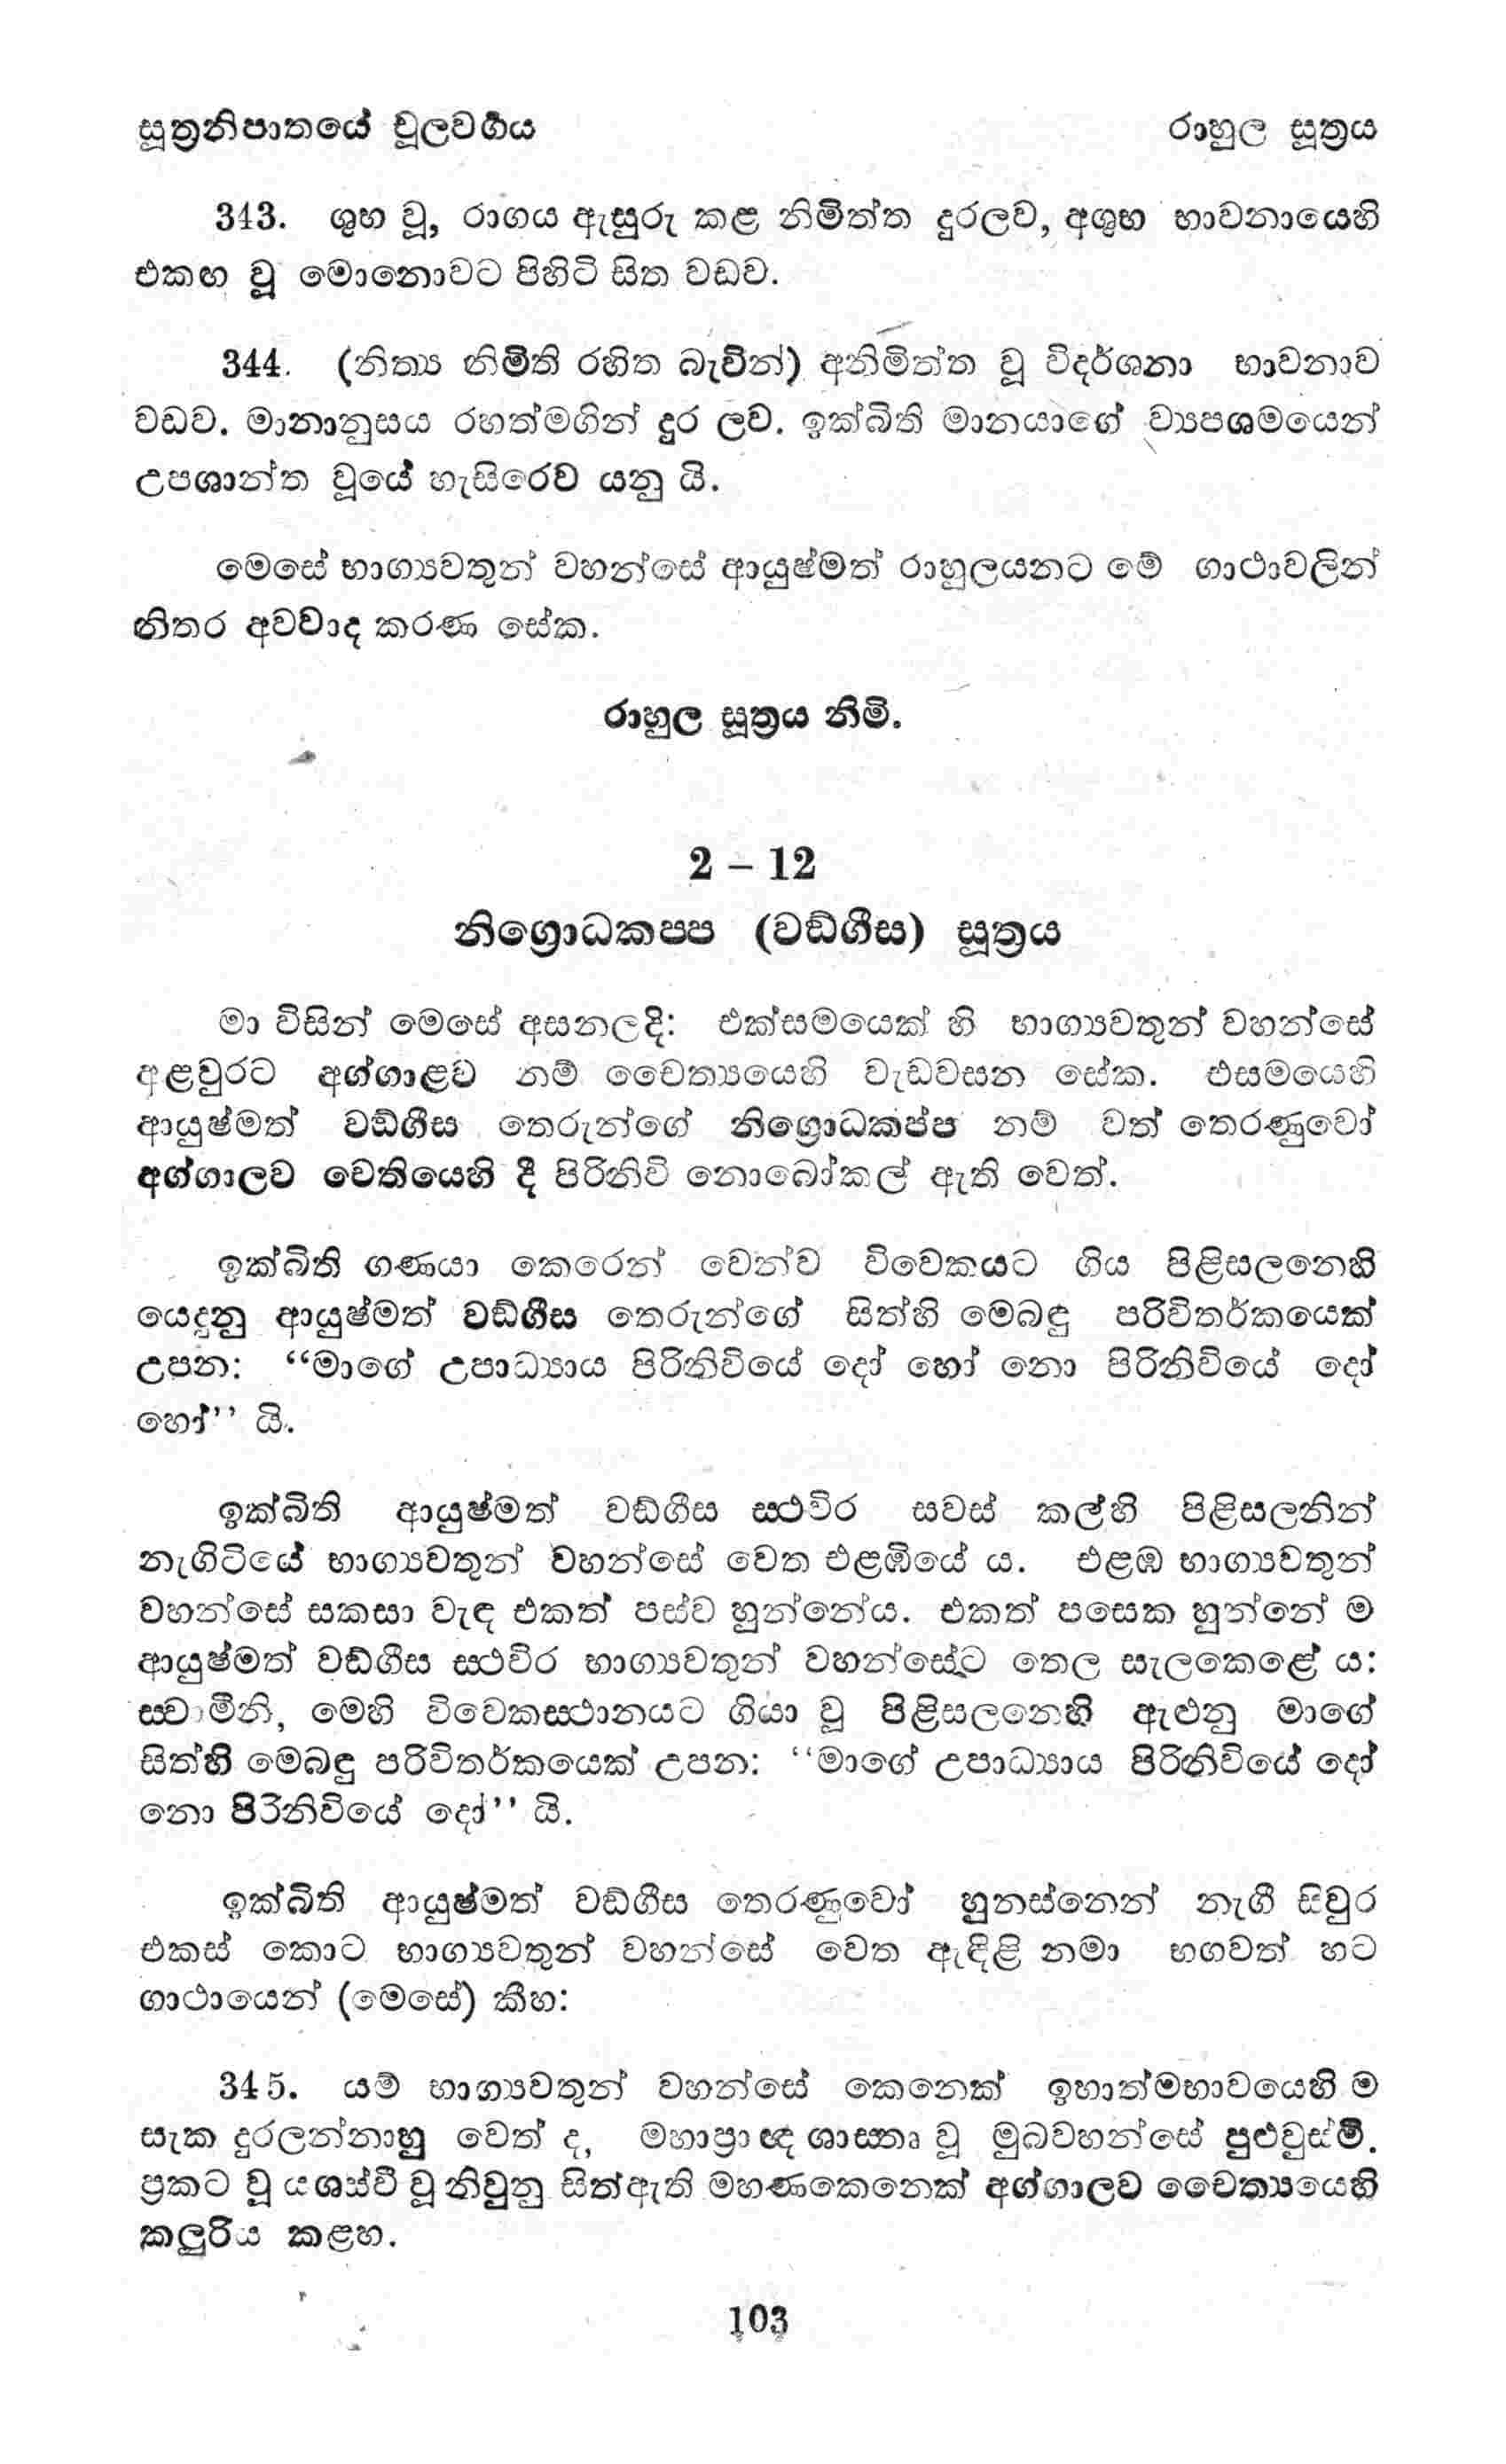 සූත්‍රනිපාතයේ චූලවර්‍ගය රාහුල සූත්‍රය
343. ශුභ වූ, රාගය ඇසුරු කළ නිමිත්ත දුරලව, අශුභ භාවනායෙහි
එකඟ වූ මොනොවට පිහිටි සිත වඩව.
344. (නිත්‍ය නිමිති රහිත බැවින්) අනිමිත්ත වූ විදර්ශනා භාවනාව
වඩව. මානානුසය රහත්මගින් දුර ලව. ඉක්බිති මානයාගේ ව්‍යපශමයෙන්
උපශාන්ත වූයේ හැසිරෙව යනු යි.
මෙසේ භාග්‍යවතුන් වහන්සේ ආයුෂ්මත් රාහුලයනට මේ ගාථාවලින්
නිතර අවවාද කරණ සේක.
රාහුල සූත්‍රය නිමි.
2 – 12
නිග්‍රොධකප්ප (වඞ්ගීස) සූත්‍රය
මා විසින් මෙසේ අසනලදි: එක්සමයෙක් හි භාග්‍යවතුන් වහන්සේ
අළවුරට අග්ගාළව නම් චෛත්‍යයෙහි වැඩවසන සේක. එසමයෙහි
ආයුෂ්මත් වඞ්ගීස තෙරුන්ගේ නිග්‍රොධකප්ප නම් වත් තෙරණුවෝ
අග්ගාලව චෙතියෙහි දී පිරිනිවි නොබෝකල් ඇති වෙත්.
ඉක්බිති ගණයා කෙරෙන් වෙන්ව විවෙකයට ගිය පිළිසලනෙහි
යෙදුනු ආයුෂ්මත් වඞ්ගීස තෙරුන්ගේ සිත්හි මෙබඳු පරිවිතර්කයෙක්
උපන: “මාගේ උපාධ්‍යාය පිරිනිවියේ දෝ හෝ නො පිරිනිවියේ දෝ
හෝ’’ යි.
ඉක්බිති ආයුෂ්මත් වඞ්ගීස ස්ථවිර සවස් කල්හි පිළිසලනින්
නැගිටියේ භාග්‍යවතුන් වහන්සේ වෙත එළඹියේ ය. එළඹ භාග්‍යවතුන්
වහන්සේ සකසා වැඳ එකත් පස්ව හුන්නේය. එකත් පසෙක හුන්නේ ම
ආයුෂ්මත් වඞ්ගීස ස්ථවිර භාග්‍යවතුන් වහන්සේට තෙල සැලකෙළේ ය:
ස්වාමීනි, මෙහි විවෙකස්ථානයට ගියා වූ පිළිසලනෙහි ඇළුනු මාගේ
සිත්හි මෙබඳු පරිවිතර්කයෙක් උපන: “මාගේ උපාධ්‍යාය පිරිනිවියේ දෝ
නො පිරිනිවියේ දෝ’’ යි.
ඉක්බිති ආයුෂ්මත් වඞ්ගීස තෙරණුවෝ හුනස්නෙන් නැගී සිවුර
එකස් කොට භාග්‍යවතුන් වහන්සේ වෙත ඇඳිළි නමා භගවත් හට
ගාථායෙන් (මෙසේ) කීහ:
345. යම් භාග්‍යවතුන් වහන්සේ කෙනෙක් ඉහාත්මභාවයෙහි ම
සැක දුරලන්නාහු වෙත් ද, මහාප්‍රාඥ ශාස්තෘ වූ මුබවහන්සේ පුළුවුස්මී.
ප්‍රකට වූ යශස්වී වූ නිවුනු සිත්ඇති මහණකෙනෙක් අග්ගාලව චෛත්‍යයෙහි
කලුරිය කළහ.
103